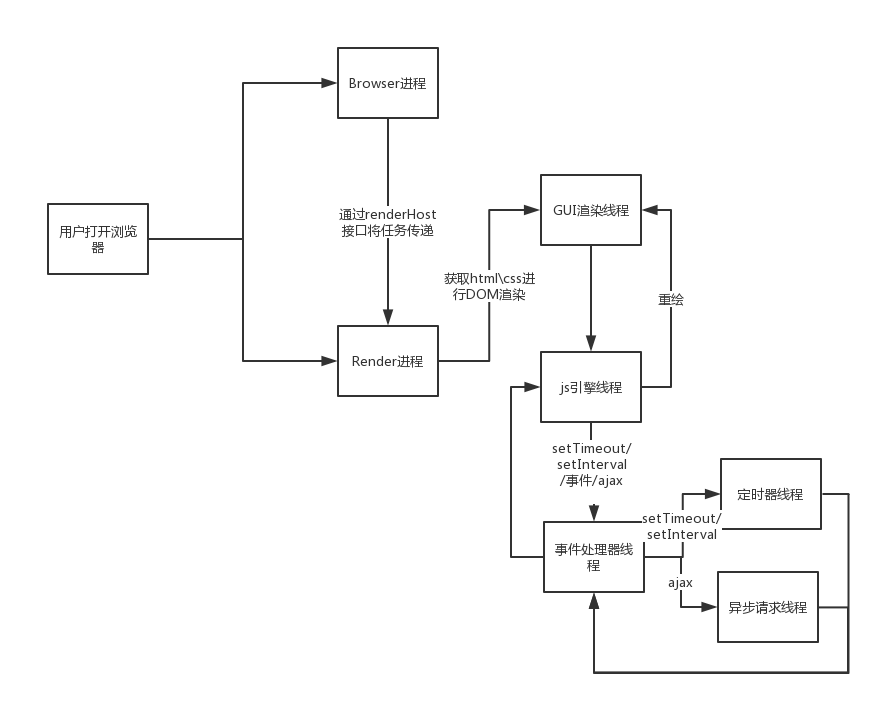 Browser进程
用户打开浏览
器
通过renderHost
接口将任务传递
Render进程
获取html\css进
行DOM渲染
GUI渲染线程
重绘
js引擎线程
setTimeout/
setInterval
/事件/ajax
事件处理器线
程
setTimeout/
setInterval
ajax
定时器线程
异步请求线程